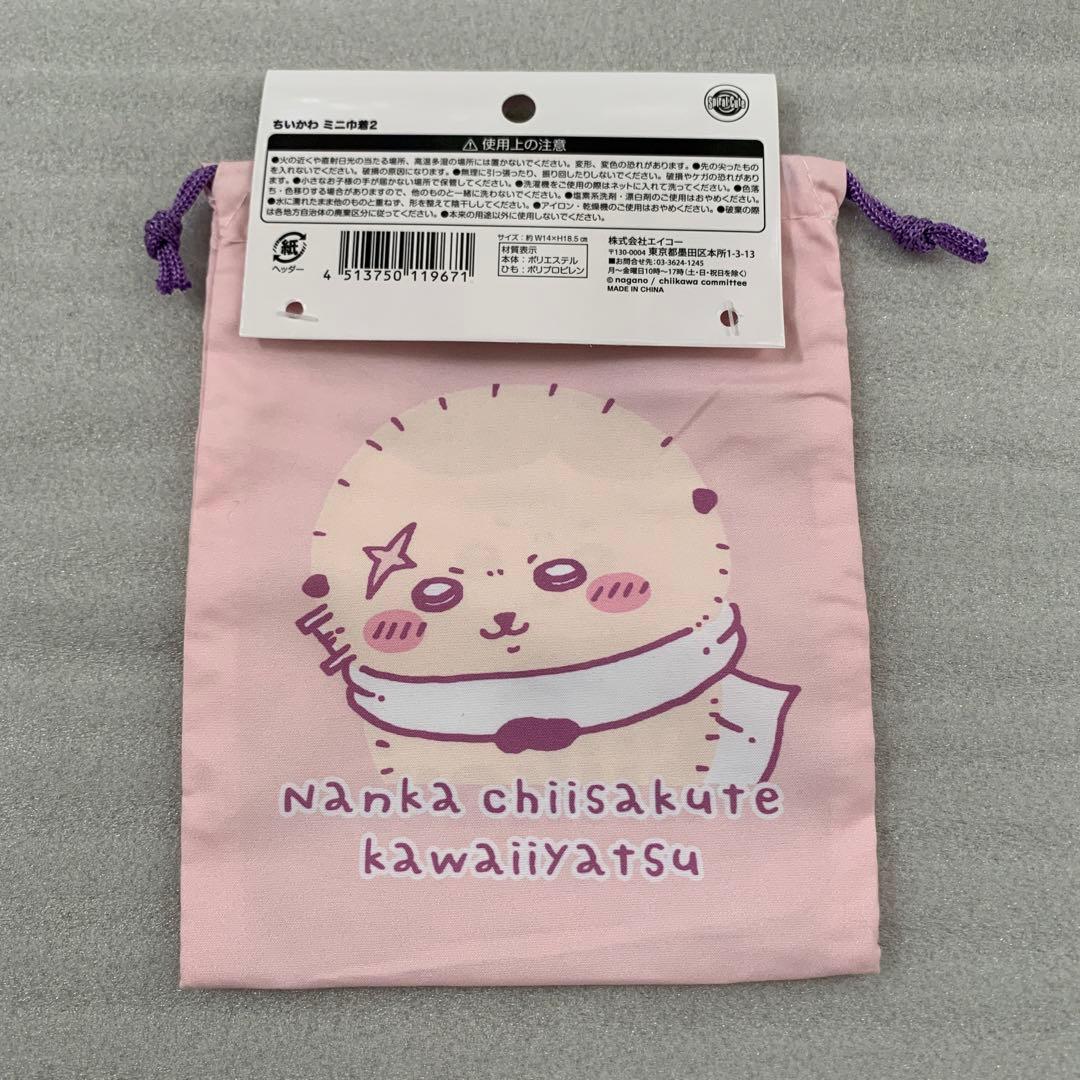 Spiral Cute
ちいかわ ミニ巾着2
⚠使用上の注意
●火の近くや直射日光の当たる場所、高温多湿の場所には置かないでください。変形、変色の恐れがあります。●先の尖ったもの
を入れないでください。破損の原因になります。●無理に引っ張ったり、振り回したりしないでください。破損やケガの恐れがあり
ます。●小さなお子様の手が届かない場所で保管してください。●洗濯機をご使用の際はネットに入れて洗ってください。●色落
ち・色移りする場合がありますので、他のものと一緒に洗わないでください。●塩素系洗剤・漂白剤のご使用はおやめください。
●水に濡れたまま他のものと重ねず、形を整えて陰干ししてください。●アイロン・乾燥機のご使用はおやめください。●破棄の際
は各地方自治体の廃棄区分に従ってください。●本来の用途以外に使用しないでください。
紙
ヘッダー
4 513750 119671
サイズ：約 W14×H18.5㎝
材質表示
本体：ポリエステル
ひも：ポリプロピレン
株式会社エイコー
〒130-0004 東京都墨田区本所1-3-13
■お問合せ先:03-3624-1245
月～金曜日10時～17時（土・日・祝日を除く）
© nagano / chiikawa committee
MADE IN CHINA
Nanka chiisakute
kawaiiyatsu